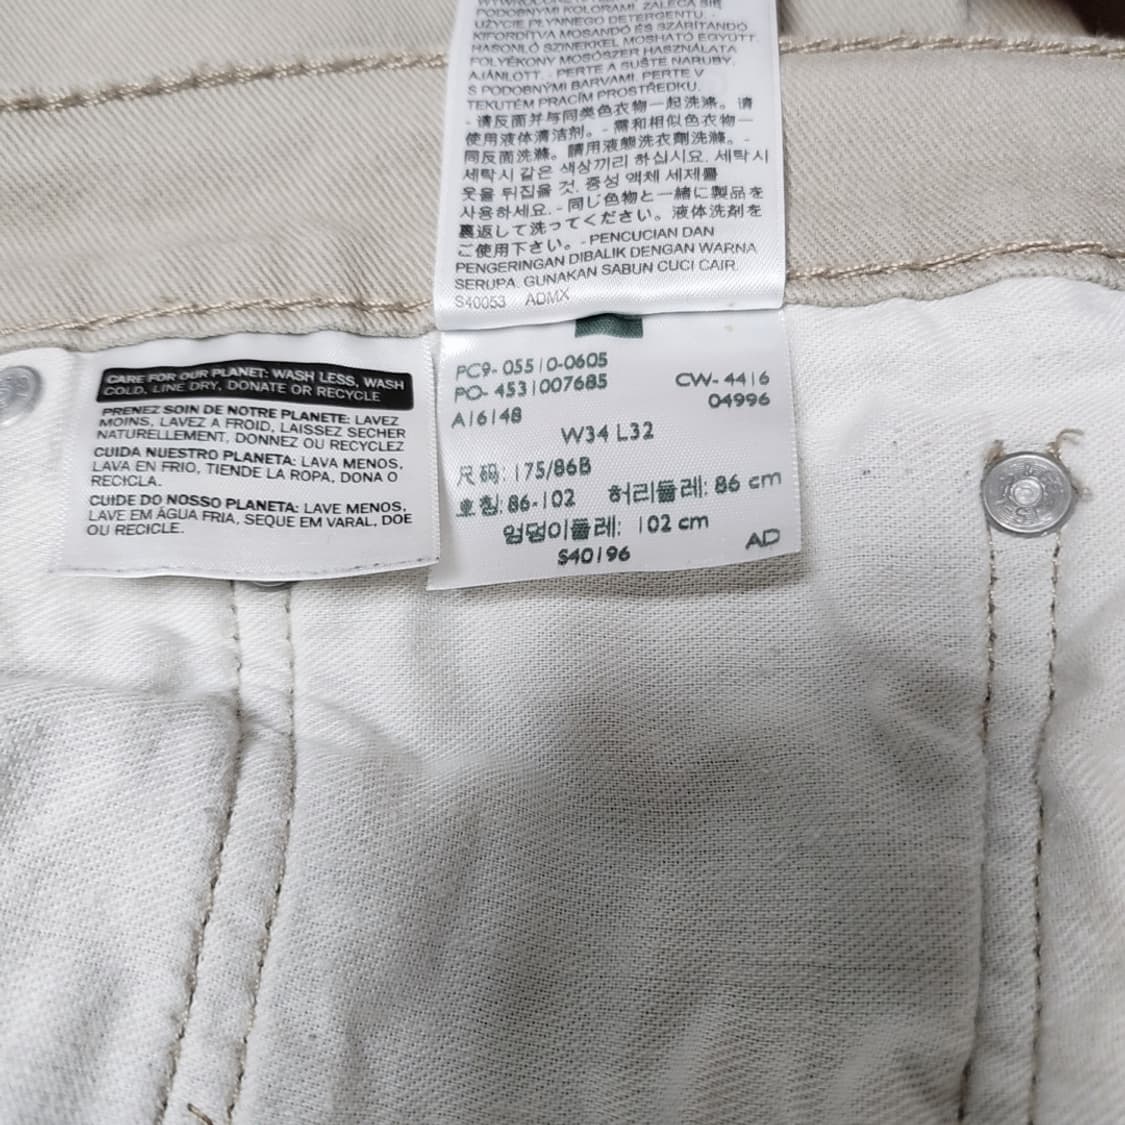 PODOBNYMI KOLORAMI. ZALECA SIĘ
UŻYCIE PŁYNNEGO DETERGENTU. -
KIFORDÍTVA MOSANDÓ ÉS SZÁRÍTANDÓ
HASONLÓ SZÍNEKKEL MOSHATÓ EGYÜTT.
FOLYÉKONY MOSÓSZER HASZNÁLATA
AJÁNLOTT. - PERTE A SUŠTE NARUBY.
S PODOBNÝMI BARVAMI. PERTE V
TEKUTÉM PRACÍM PROSTŘEDKU.
- 请反面并与同类色衣物一起洗涤。请
使用液体清洁剂。- 需和相似色衣物一
同反面洗滌。請用液態洗衣劑洗滌。-
세탁시 같은 색상끼리 하십시요. 세탁시
옷을 뒤집을 것. 중성 액체 세제를
사용하세요. - 同じ色物と一緒に製品を
裏返して洗ってください。液体洗剤を
ご使用下さい。- PENCUCIAN DAN
PENGERINGAN DIBALIK DENGAN WARNA
SERUPA. GUNAKAN SABUN CUCI CAIR.
S40053 ADMX
CARE FOR OUR PLANET: WASH LESS, WASH
COLD, LINE DRY, DONATE OR RECYCLE
PRENEZ SOIN DE NOTRE PLANETE: LAVEZ
MOINS, LAVEZ A FROID, LAISSEZ SECHER
NATURELLEMENT, DONNEZ OU RECYCLEZ
CUIDA NUESTRO PLANETA: LAVA MENOS,
LAVA EN FRIO, TIENDE LA ROPA, DONA O
RECICLA.
CUIDE DO NOSSO PLANETA: LAVE MENOS,
LAVE EM ÁGUA FRIA, SEQUE EM VARAL, DOE
OU RECICLE.
PC9-05510-0605
PO-4531007685 CW-4416
A16148 04996
W34 L32
尺码: 175/86B
호칭: 86-102 허리둘레: 86 cm
엉덩이둘레: 102 cm
S40196 AD